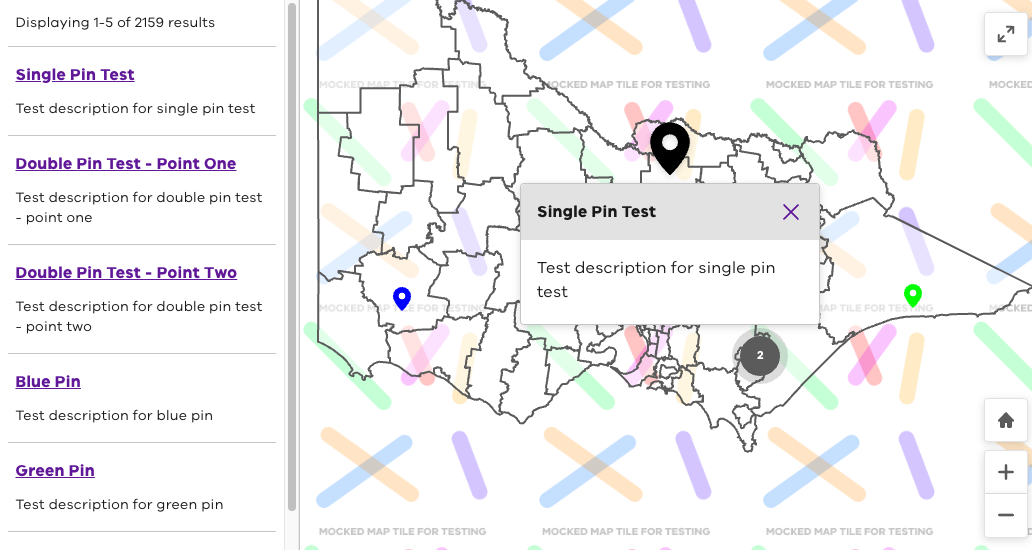 Displaying 1-5 of 2159 results
Single Pin Test
Test description for single pin test
Double Pin Test - Point One
Test description for double pin test
- point one
Double Pin Test - Point Two
Test description for double pin test
- point two
Blue Pin
Test description for blue pin
Green Pin
Test description for green pin
MOCKED MAP TILE FOR TESTING
MOCKED MAP TILE FOR TESTING
MOCKED MAP TILE FOR TESTING
MOCKED
Single Pin Test
Test description for single pin
test
MOCKED
2
MOCKED MAP TILE FOR TESTING
MOCKED MAP TILE FOR TESTING
MOCKED MAP TILE FOR TESTING
MOCKED